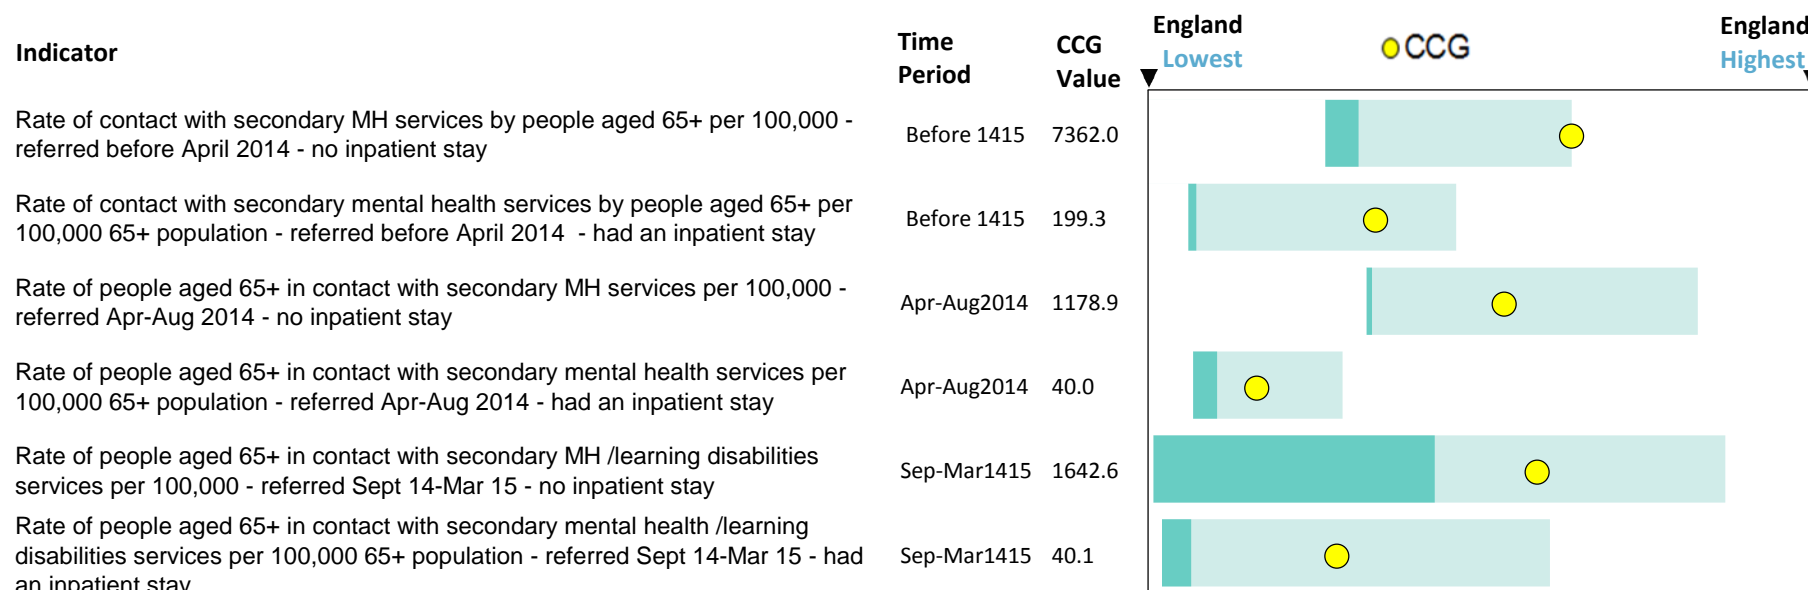 Indicator
Time Period
CCG Value
England Lowest
CCG
England Highest
Rate of contact with secondary MH services by people aged 65+ per 100,000 -
referred before April 2014 - no inpatient stay
Before 1415 7362.0
Rate of contact with secondary mental health services by people aged 65+ per
100,000 65+ population - referred before April 2014  - had an inpatient stay
Before 1415 199.3
Rate of people aged 65+ in contact with secondary MH services per 100,000 -
referred Apr-Aug 2014 - no inpatient stay
Apr-Aug2014 1178.9
Rate of people aged 65+ in contact with secondary mental health services per
100,000 65+ population - referred Apr-Aug 2014 - had an inpatient stay
Apr-Aug2014 40.0
Rate of people aged 65+ in contact with secondary MH /learning disabilities
services per 100,000 - referred Sept 14-Mar 15 - no inpatient stay
Sep-Mar1415 1642.6
Rate of people aged 65+ in contact with secondary mental health /learning
disabilities services per 100,000 65+ population - referred Sept 14-Mar 15 - had
an inpatient stay
Sep-Mar1415 40.1